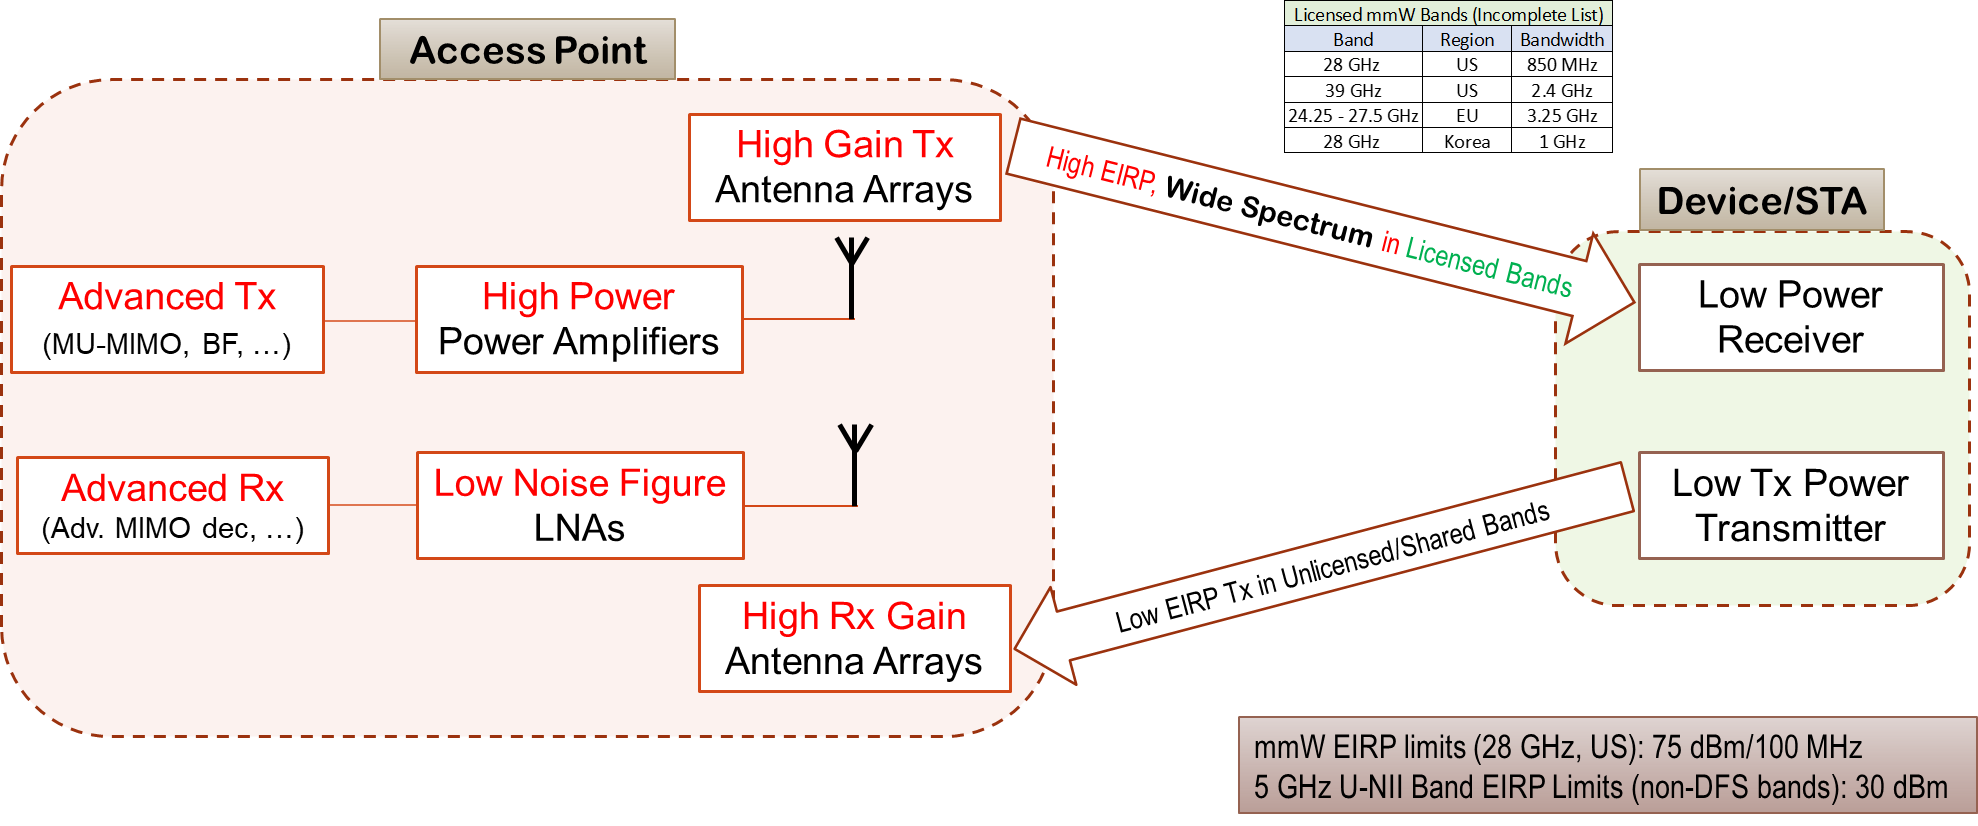 Access Point
Licensed mmW Bands (Incomplete List)
Band Region Bandwidth
28 GHz US 850 MHz
39 GHz US 2.4 GHz
24.25 - 27.5 GHz EU 3.25 GHz
28 GHz Korea 1 GHz
High Gain Tx
Antenna Arrays
High EIRP, Wide Spectrum in Licensed Bands
Device/STA
Advanced Tx
(MU-MIMO, BF, …)
High Power
Power Amplifiers
Low Power
Receiver
Advanced Rx
(Adv. MIMO dec, …)
Low Noise Figure
LNAs
Low Tx Power
Transmitter
Low EIRP Tx in Unlicensed/Shared Bands
High Rx Gain
Antenna Arrays
mmW EIRP limits (28 GHz, US): 75 dBm/100 MHz
5 GHz U-NII Band EIRP Limits (non-DFS bands): 30 dBm